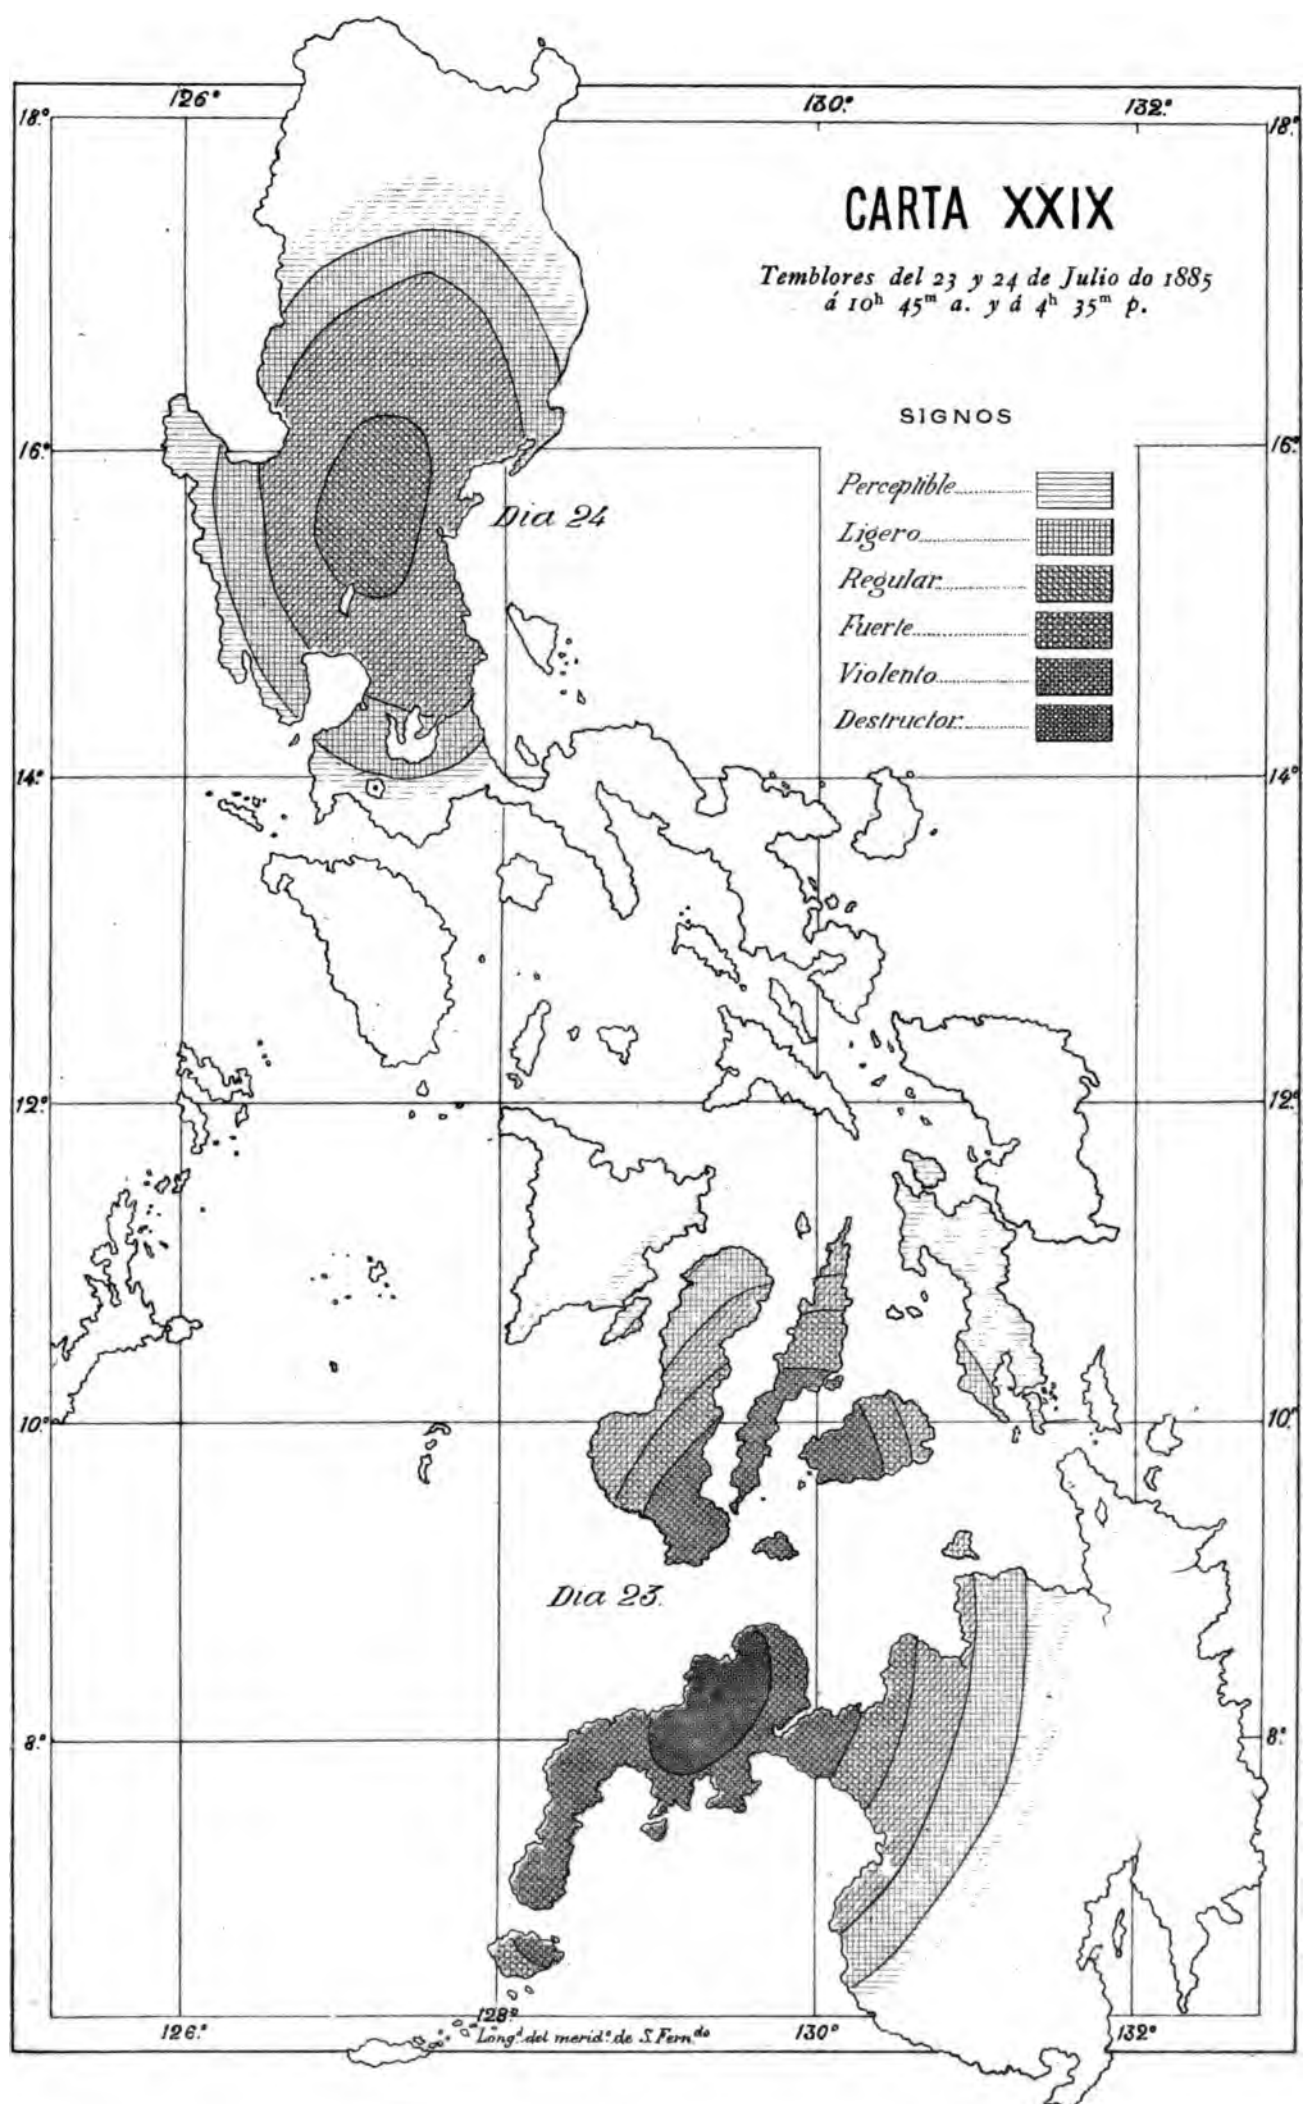 126.º
130.º
132.º
18.º
18.º
CARTA XXIX
Temblores del 23 y 24 de Julio do 1885
á 10h 45m a. y á 4h 35m p.
SIGNOS
16.º
16.º
Perceptible
Ligero
Regular
Fuerte
Violento
Destructor
Dia 24
14.º
14.º
12.º
12.º
10.º
10.º
Dia 23.
8.º
8.º
126.º
128.º
130.º
132.º
Longd. del merid.º de S. Fern.do